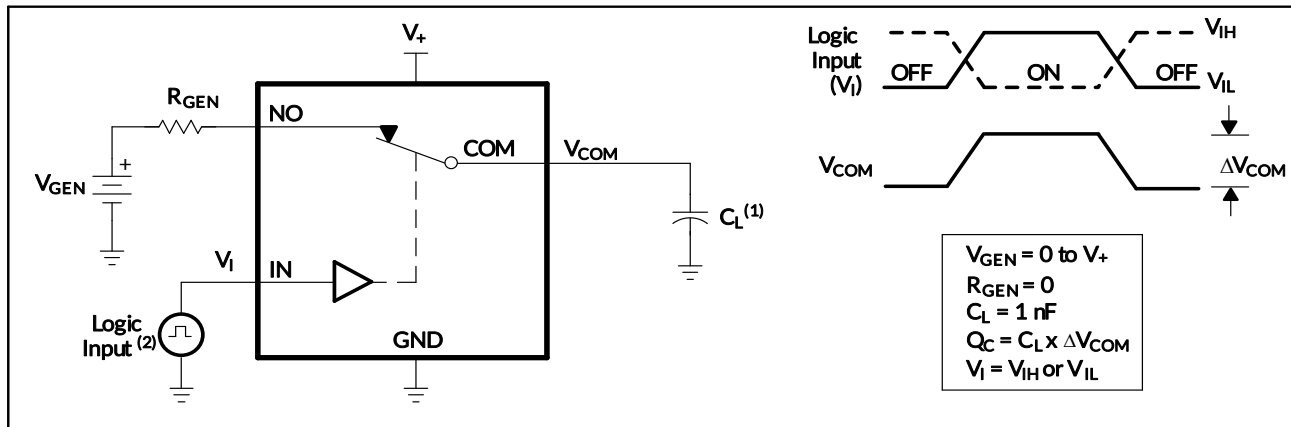 V+
RGEN
NO
COM
VCOM
+
VGEN
CL(1)
VI
IN
Logic
Input (2)
GND
Logic
Input
(VI)
OFF
ON
OFF
VIH
VIL
VCOM
ΔVCOM
VGEN = 0 to V+
RGEN = 0
CL = 1 nF
QC = CL x ΔVCOM
VI = VIH or VIL